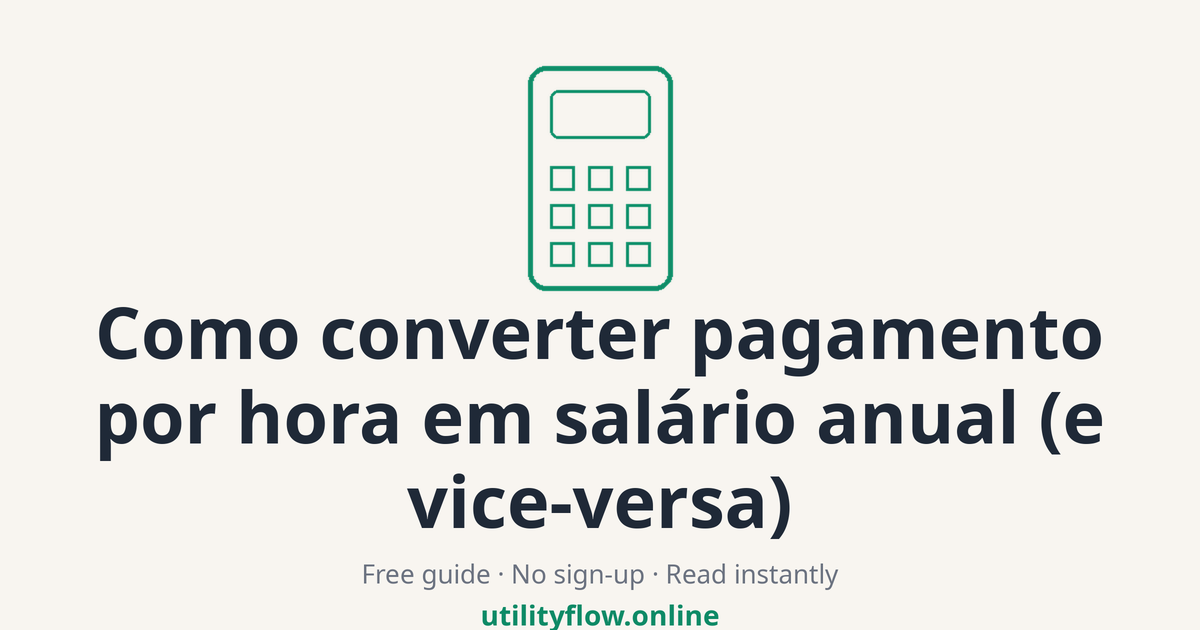 Como converter pagamento
por hora em salário anual (e
vice-versa)
Free guide · No sign-up · Read instantly
utilityflow.online